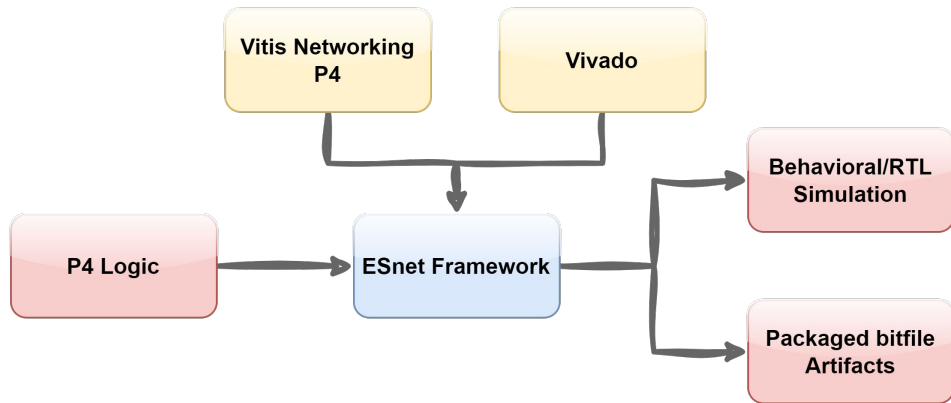 Vitis Networking
P4
Vivado
Behavioral/RTL
Simulation
P4 Logic
ESnet Framework
Packaged bitfile
Artifacts